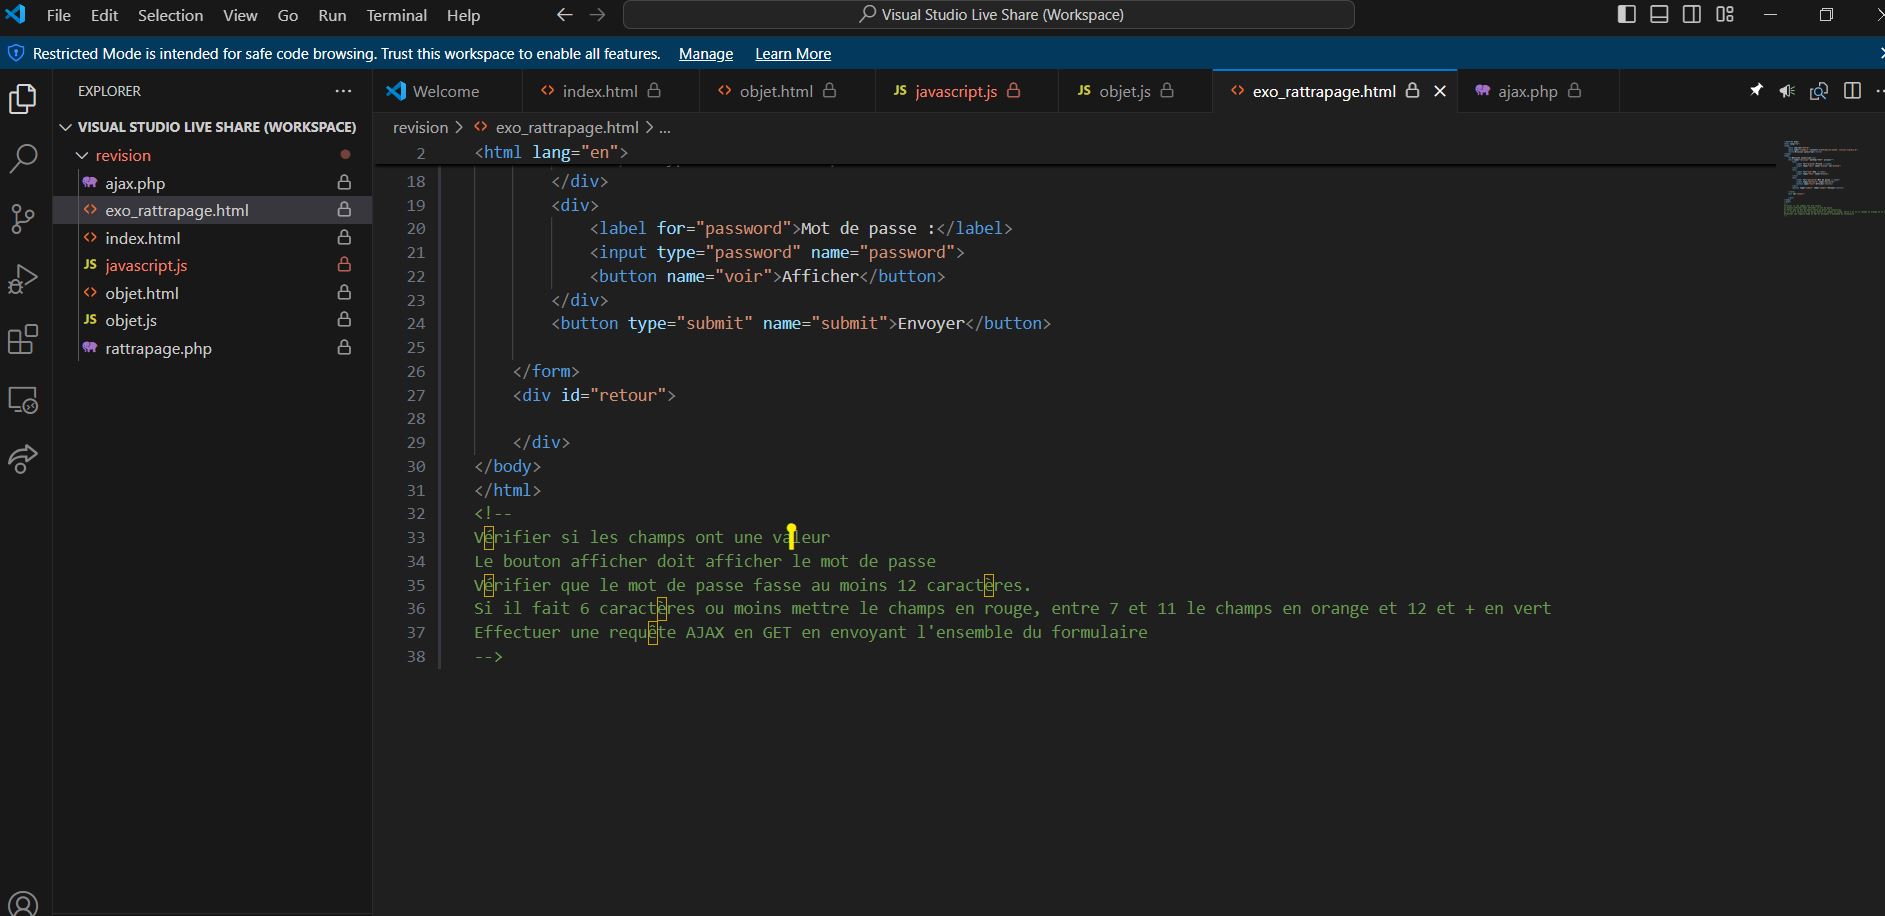 File Edit Selection View Go Run Terminal Help
Visual Studio Live Share (Workspace)
Restricted Mode is intended for safe code browsing. Trust this workspace to enable all features. Manage Learn More
EXPLORER
Welcome index.html objet.html JS javascript.js JS objet.js exo_rattrapage.html ajax.php
VISUAL STUDIO LIVE SHARE (WORKSPACE)
revision
ajax.php
exo_rattrapage.html
index.html
JS javascript.js
objet.html
JS objet.js
rattrapage.php
revision > exo_rattrapage.html > ...
2 <html lang="en">
18 </div>
19 <div>
20 <label for="password">Mot de passe :</label>
21 <input type="password" name="password">
22 <button name="voir">Afficher</button>
23 </div>
24 <button type="submit" name="submit">Envoyer</button>
25
26 </form>
27 <div id="retour">
28
29 </div>
30 </body>
31 </html>
32 <!--
33 Vérifier si les champs ont une valeur
34 Le bouton afficher doit afficher le mot de passe
35 Vérifier que le mot de passe fasse au moins 12 caractères.
36 Si il fait 6 caractères ou moins mettre le champs en rouge, entre 7 et 11 le champs en orange et 12 et + en vert
37 Effectuer une requête AJAX en GET en envoyant l'ensemble du formulaire
38 -->